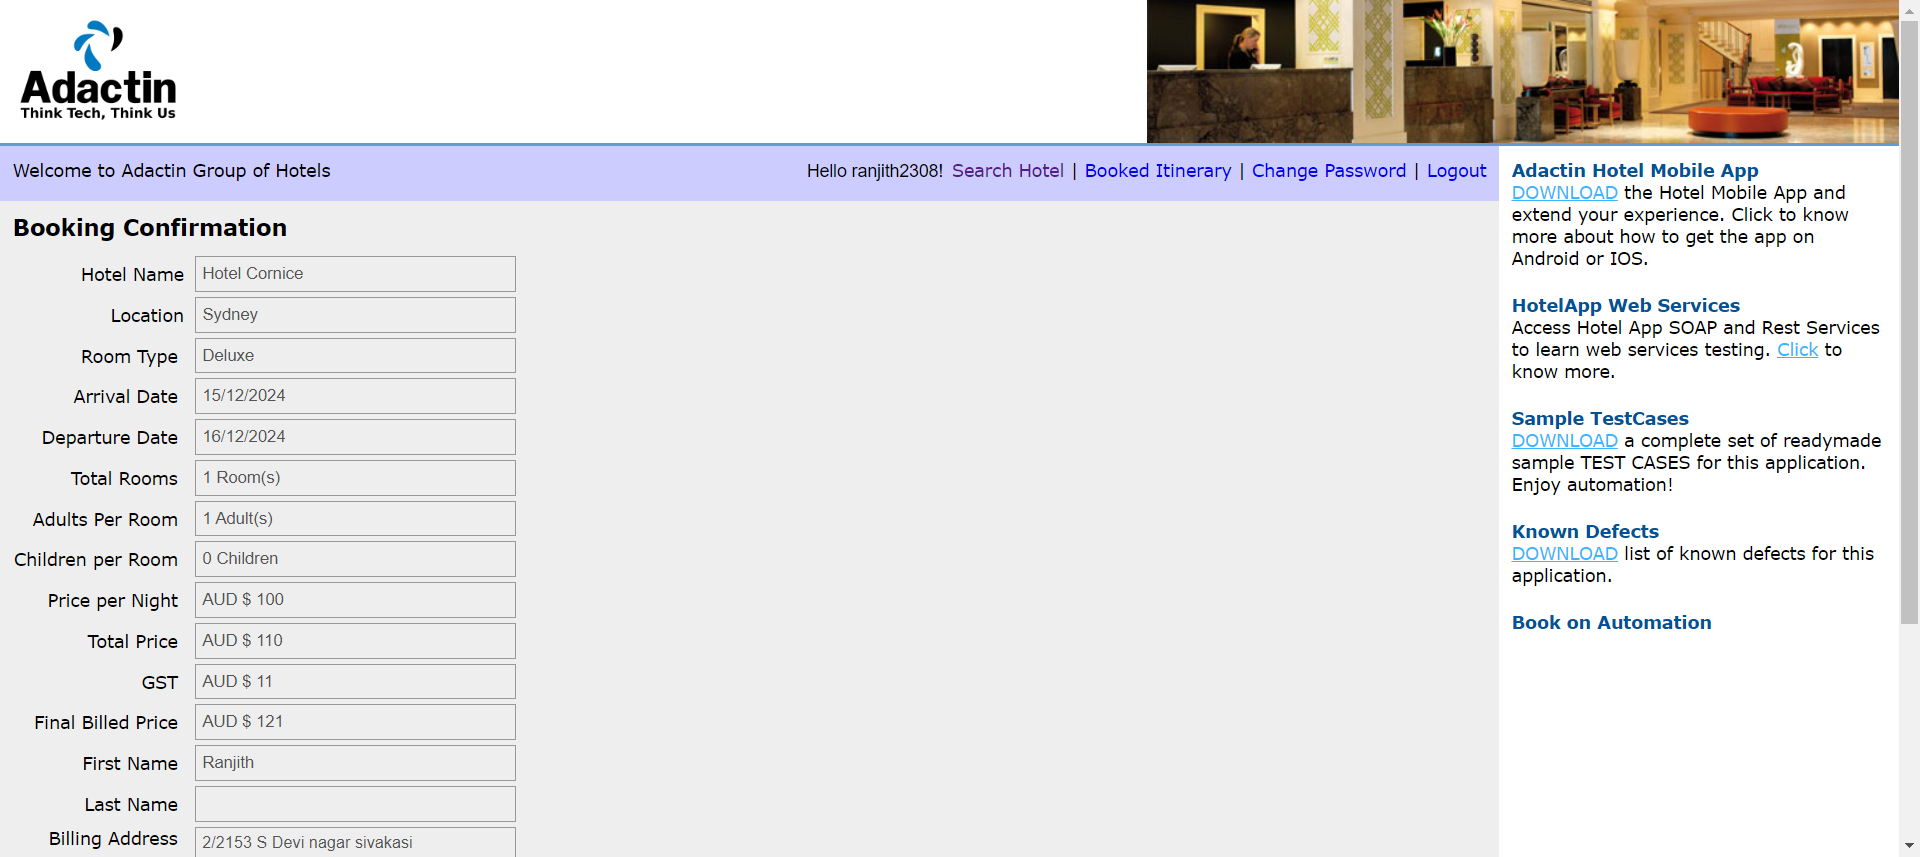 Adactin
Think Tech, Think Us
Welcome to Adactin Group of Hotels
Hello ranjith2308! Search Hotel | Booked Itinerary | Change Password | Logout
Booking Confirmation
Hotel Name Hotel Cornice
Location Sydney
Room Type Deluxe
Arrival Date 15/12/2024
Departure Date 16/12/2024
Total Rooms 1 Room(s)
Adults Per Room 1 Adult(s)
Children per Room 0 Children
Price per Night AUD $ 100
Total Price AUD $ 110
GST AUD $ 11
Final Billed Price AUD $ 121
First Name Ranjith
Last Name
Billing Address 2/2153 S Devi nagar sivakasi
Adactin Hotel Mobile App
DOWNLOAD the Hotel Mobile App and
extend your experience. Click to know
more about how to get the app on
Android or IOS.
HotelApp Web Services
Access Hotel App SOAP and Rest Services
to learn web services testing. Click to
know more.
Sample TestCases
DOWNLOAD a complete set of readymade
sample TEST CASES for this application.
Enjoy automation!
Known Defects
DOWNLOAD list of known defects for this
application.
Book on Automation